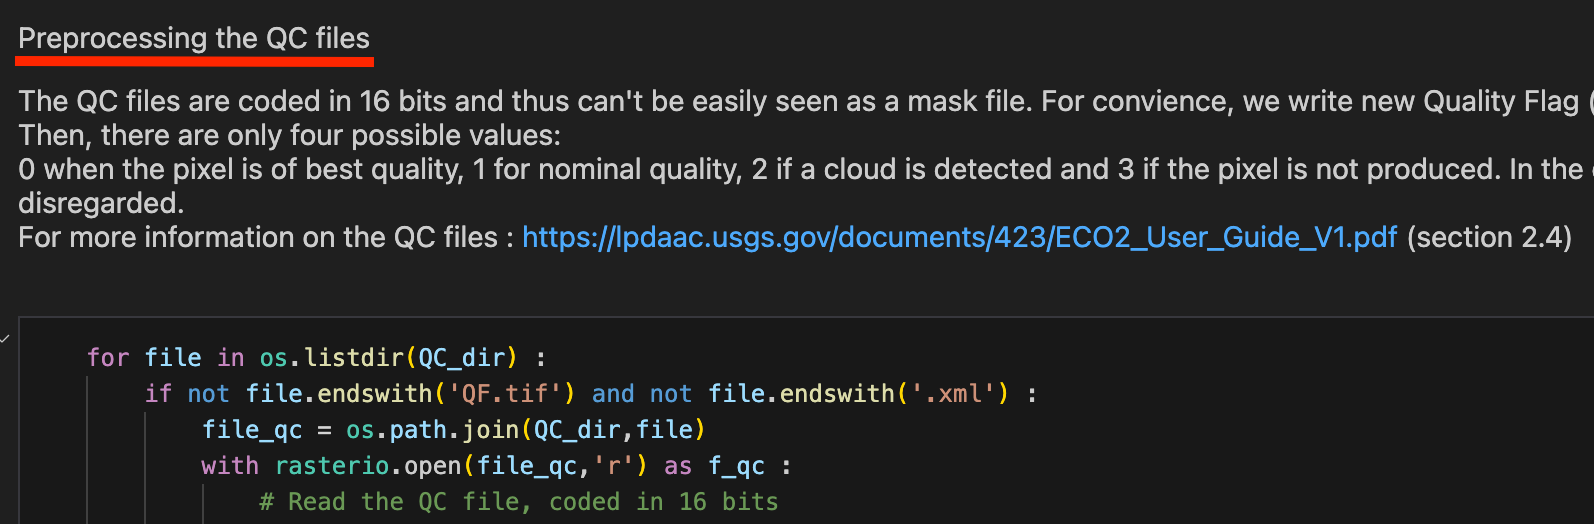 Preprocessing the QC files
The QC files are coded in 16 bits and thus can't be easily seen as a mask file. For convience, we write new Quality Flag (
Then, there are only four possible values:
0 when the pixel is of best quality, 1 for nominal quality, 2 if a cloud is detected and 3 if the pixel is not produced. In the
disregarded.
For more information on the QC files : https://lpdaac.usgs.gov/documents/423/ECO2_User_Guide_V1.pdf (section 2.4)
for file in os.listdir(QC_dir) :
if not file.endswith('QF.tif') and not file.endswith('.xml') :
file_qc = os.path.join(QC_dir,file)
with rasterio.open(file_qc,'r') as f_qc :
# Read the QC file, coded in 16 bits